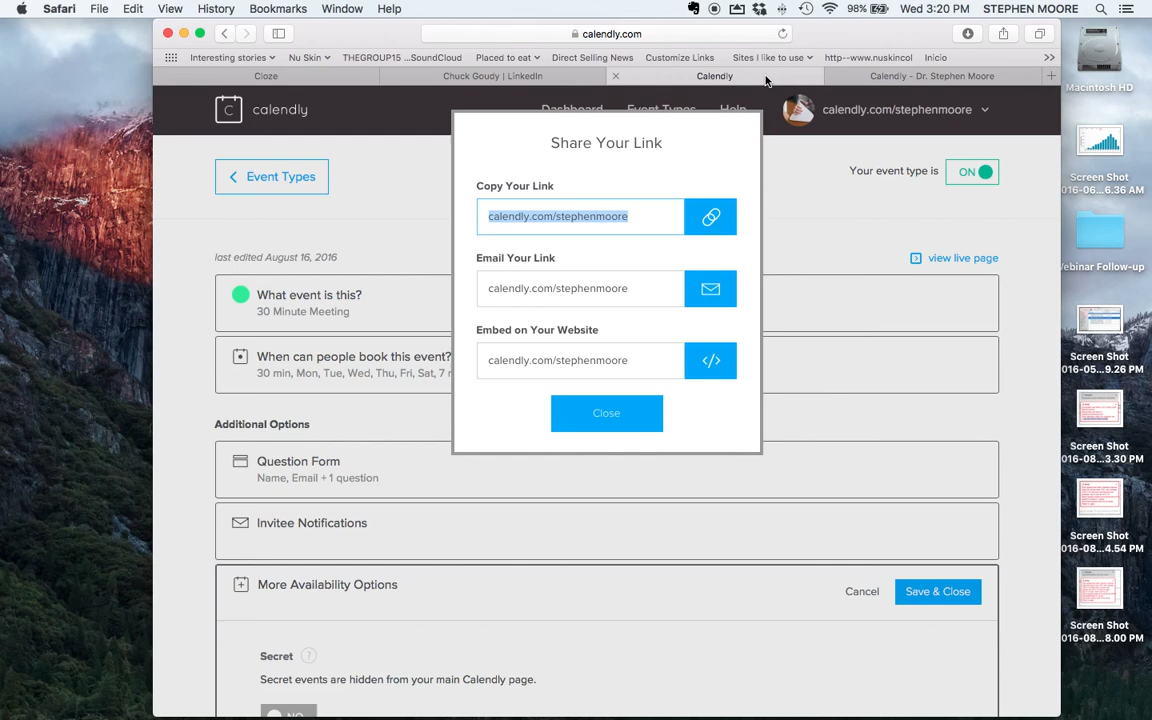 Safari File Edit View History Bookmarks Window Help 98% Wed 3:20 PM STEPHEN MOORE
calendly.com
Interesting stories Nu Skin THEGROUP15 ...SoundCloud Placed to eat Direct Selling News Customize Links Sites I like to use http--www.nuskincol Inicio
Cloze Chuck Goudy | LinkedIn Calendly Calendly - Dr. Stephen Moore
C calendly Dashboard Event Types Help calendly.com/stephenmoore
Event Types
Your event type is ON
last edited August 16, 2016
view live page
What event is this?
30 Minute Meeting
When can people book this event?
30 min, Mon, Tue, Wed, Thu, Fri, Sat, 7 r
Additional Options
Question Form
Name, Email + 1 question
Invitee Notifications
More Availability Options
Cancel Save & Close
Secret ?
Secret events are hidden from your main Calendly page.
NO
Share Your Link
Copy Your Link
calendly.com/stephenmoore
Email Your Link
calendly.com/stephenmoore
Embed on Your Website
calendly.com/stephenmoore
</>
Close
Macintosh HD
Screen Shot
016-06...6.36 AM
ebinar Follow-up
Screen Shot
016-05...9.26 PM
Screen Shot
016-08...3.30 PM
Screen Shot
016-08...4.54 PM
Screen Shot
016-08...8.00 PM